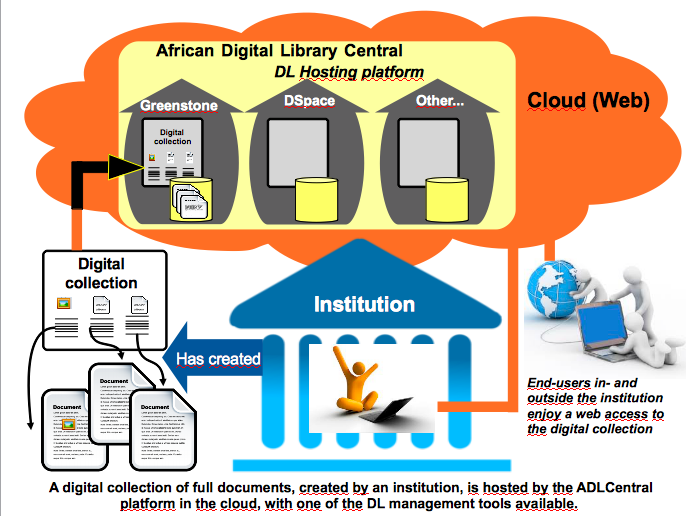 African Digital Library Central
DL Hosting platform
Greenstone
DSpace
Other...
Cloud (Web)
Digital
collection
Digital
collection
Institution
Has created
Document
Document
Document
End-users in- and
outside the institution
enjoy a web access to
the digital collection
A digital collection of full documents, created by an institution, is hosted by the ADLCentral
platform in the cloud, with one of the DL management tools available.